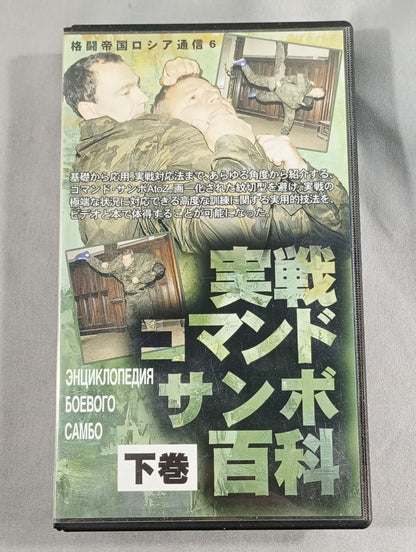 格闘帝国ロシア通信6
基礎から応用、実戦対応法まで、あらゆる角度から紹介する、
コマンド・サンボAtoZ。画一化された紋切型を避け、実戦の
極端な状況に対応できる高度な訓練に関する実用的技法を、
ビデオと本で体得することが可能になった。
実戦
コマンド
サンボ
百科
ЭНЦИКЛОПЕДИЯ
БОЕВОГО
САМБО
下巻